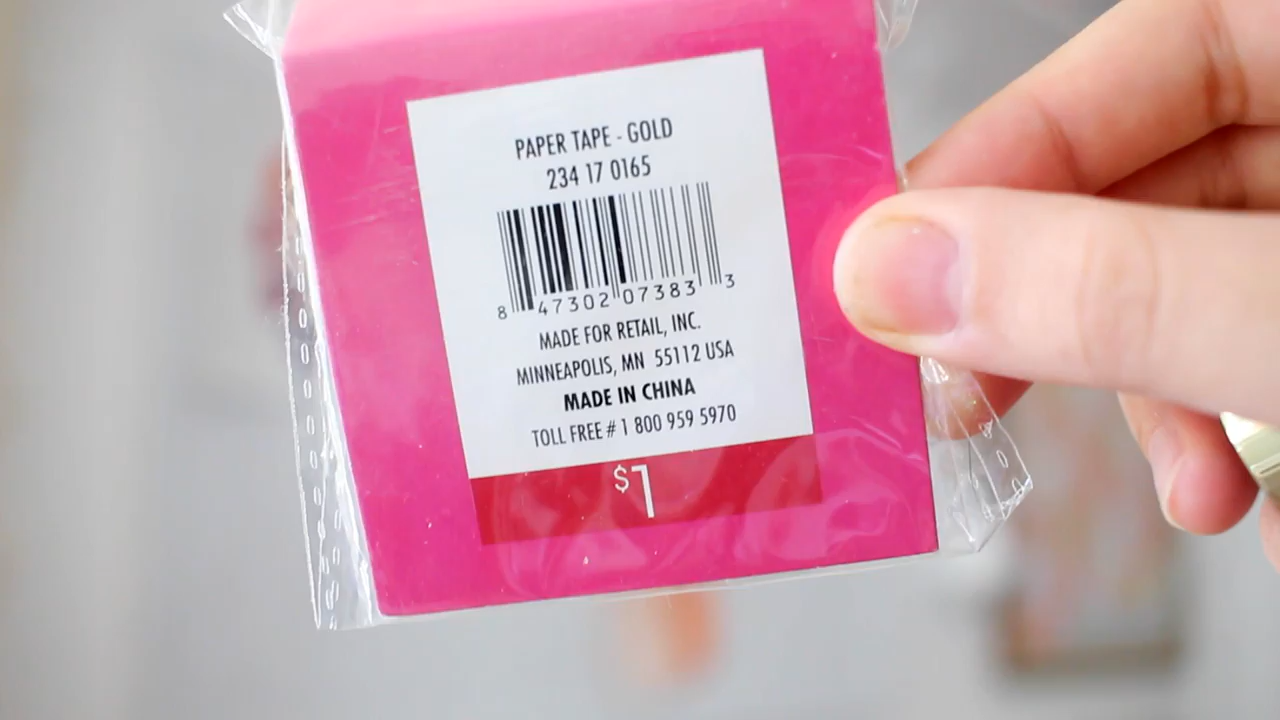 PAPER TAPE - GOLD
234 17 0165
8 47302 07383 3
MADE FOR RETAIL, INC.
MINNEAPOLIS, MN 55112 USA
MADE IN CHINA
TOLL FREE # 1 800 959 5970
$1